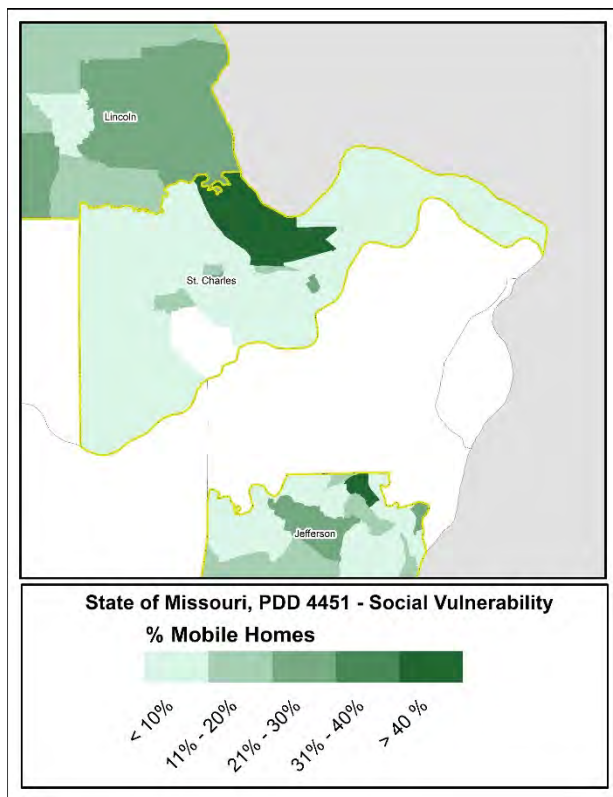 Lincoln
St. Charles
Jefferson
State of Missouri, PDD 4451 - Social Vulnerability
% Mobile Homes
< 10%
11% - 20%
21% - 30%
31% - 40%
> 40 %